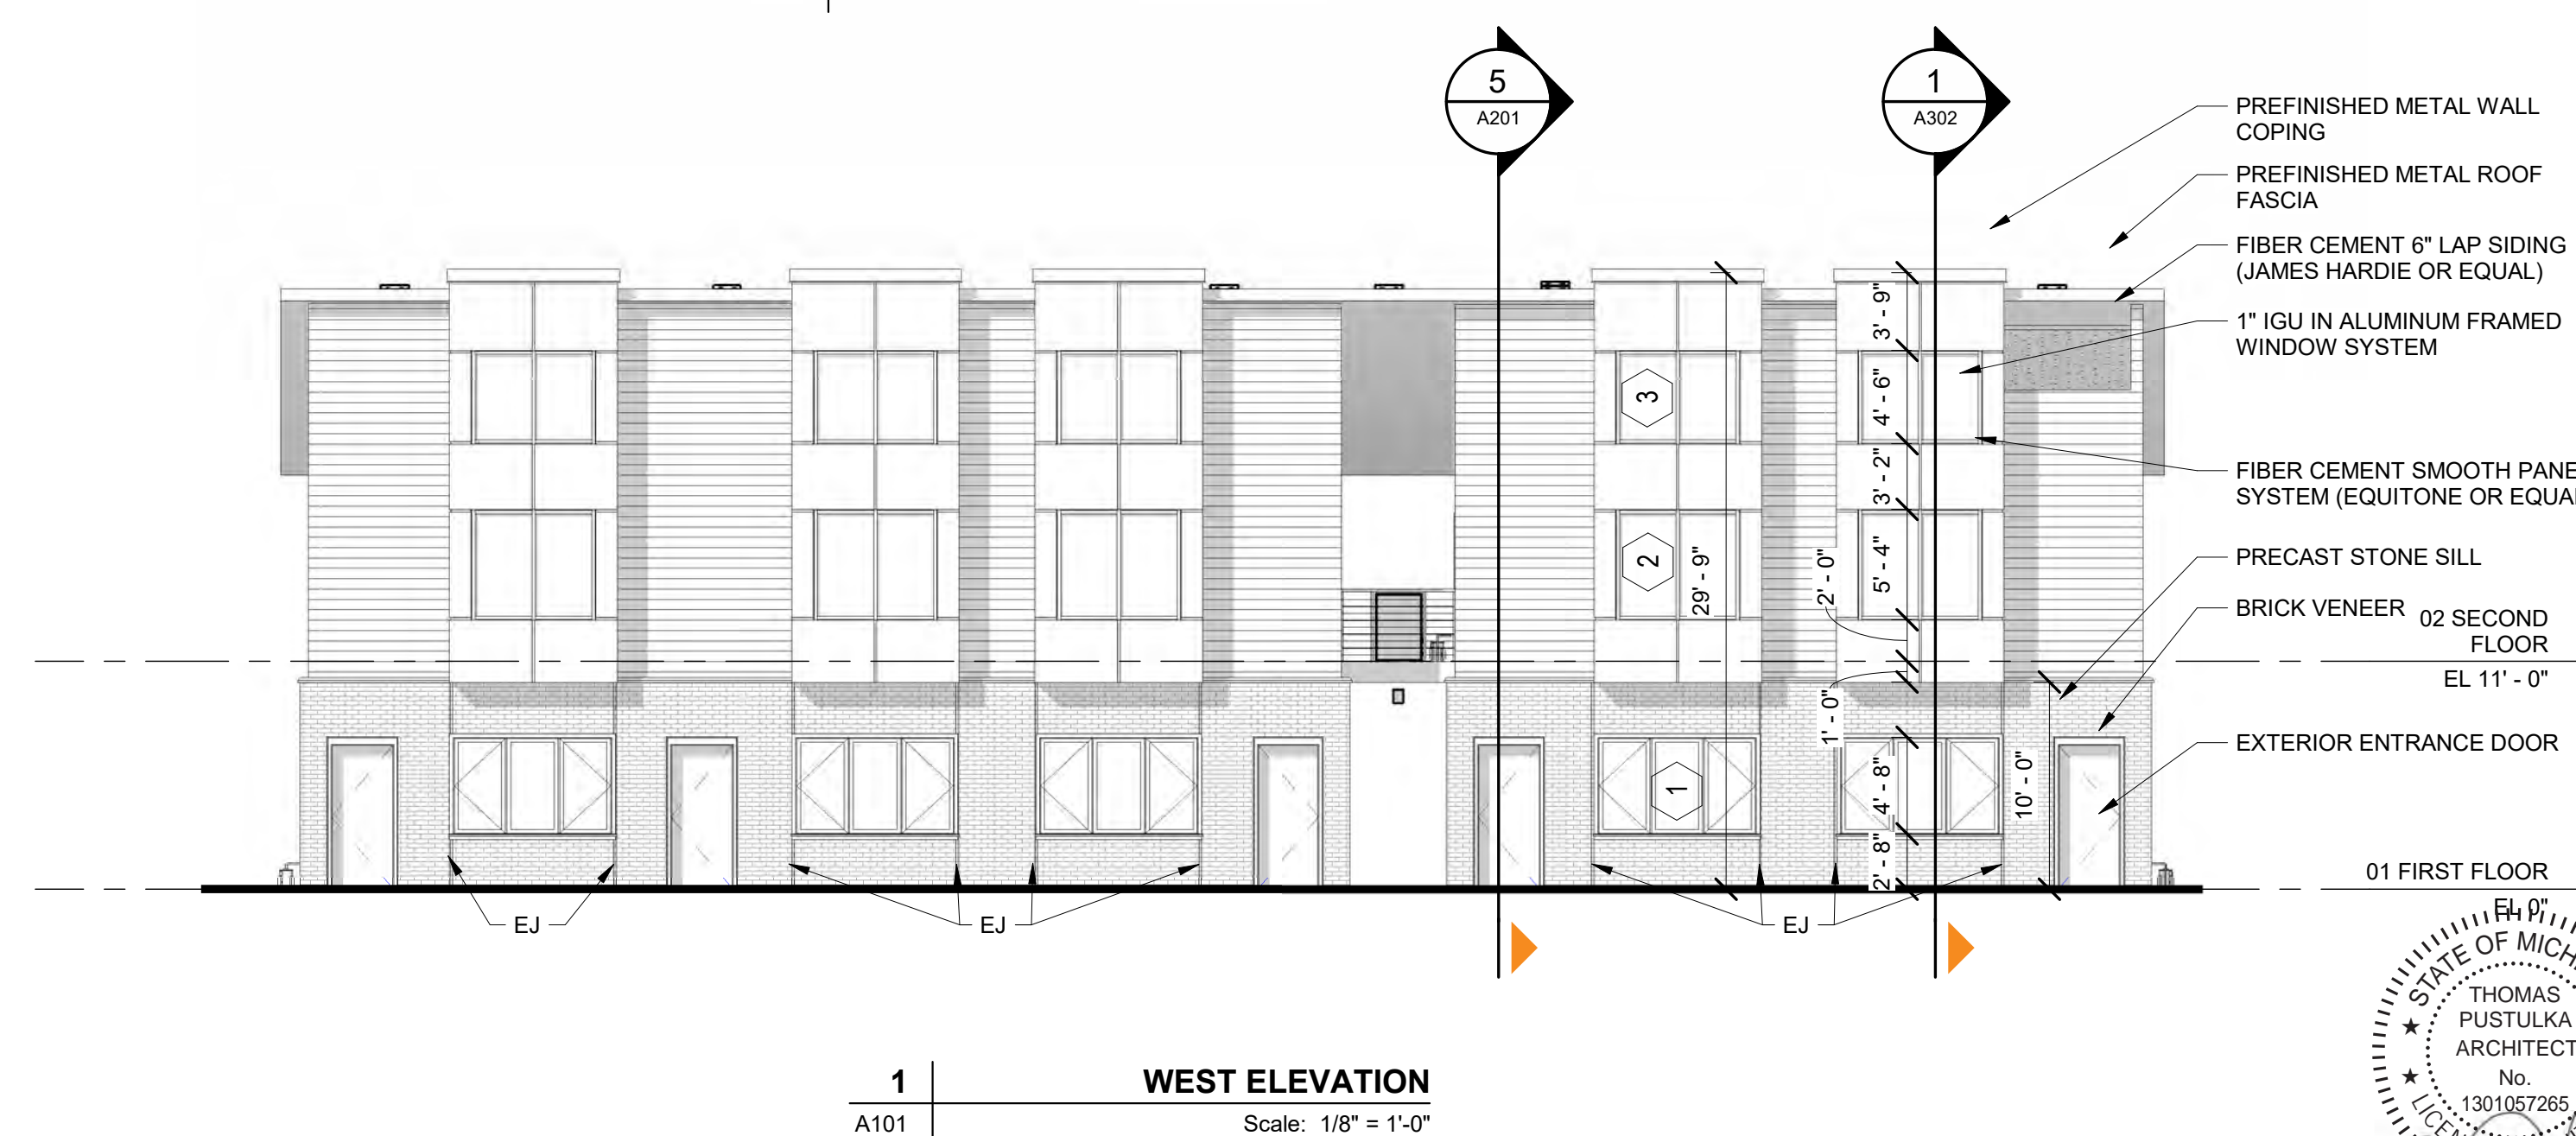 5
A201
1
A302
PREFINISHED METAL WALL
COPING
PREFINISHED METAL ROOF
FASCIA
FIBER CEMENT 6" LAP SIDING
(JAMES HARDIE OR EQUAL)
1" IGU IN ALUMINUM FRAMED
WINDOW SYSTEM
FIBER CEMENT SMOOTH PANE
SYSTEM (EQUITONE OR EQUAL
PRECAST STONE SILL
BRICK VENEER
02 SECOND
FLOOR
EL 11' - 0"
EXTERIOR ENTRANCE DOOR
01 FIRST FLOOR
EL 0"
3' - 9"
4' - 6"
3' - 2"
5' - 4"
2' - 0"
1' - 0"
4' - 8"
2' - 8"
10' - 0"
29' - 9"
3
2
1
EJ
EJ
EJ
STATE OF MICH
THOMAS
PUSTULKA
ARCHITECT
No.
1301057265
1
WEST ELEVATION
A101
Scale: 1/8" = 1'-0"